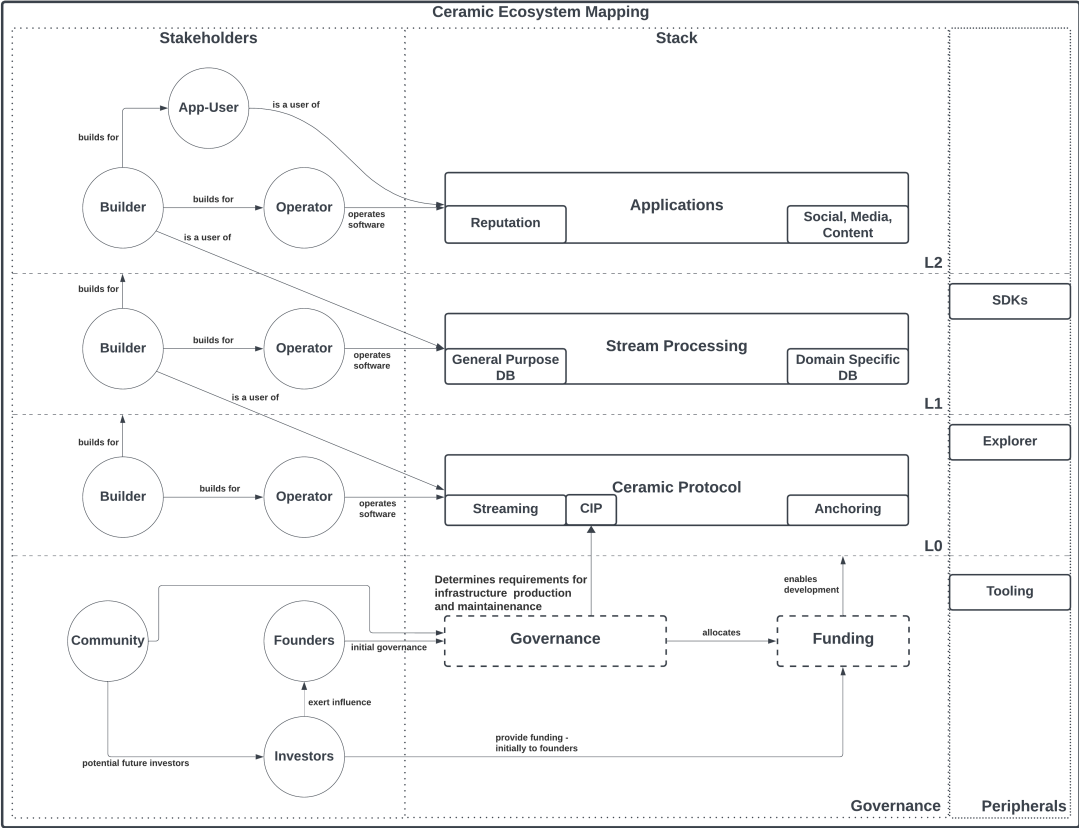 Ceramic Ecosystem Mapping
Stakeholders
Stack
App-User
is a user of
builds for
Builder
builds for
Operator
operates
software
Applications
Reputation
Social, Media,
Content
is a user of
L2
builds for
SDKs
Builder
builds for
Operator
operates
software
Stream Processing
General Purpose
DB
Domain Specific
DB
is a user of
L1
builds for
Explorer
Builder
builds for
Operator
operates
software
Ceramic Protocol
Streaming
CIP
Anchoring
L0
Determines requirements for
infrastructure production
and maintainenance
enables
development
Tooling
Community
Founders
initial governance
Governance
allocates
Funding
exert influence
Investors
potential future investors
provide funding -
initially to founders
Governance
Peripherals